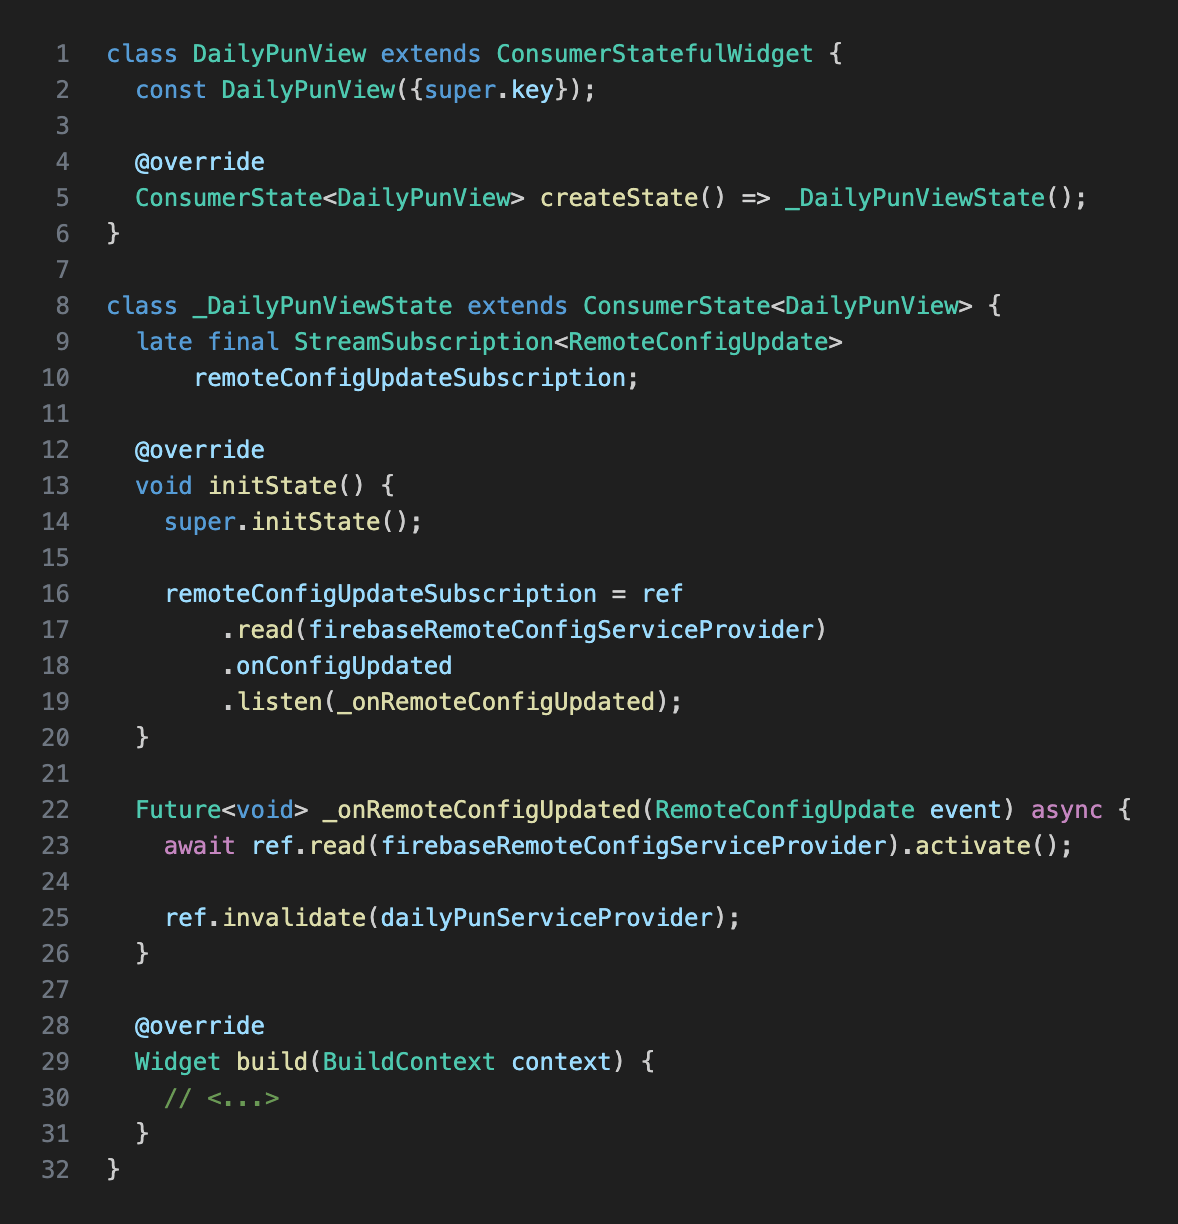 1 class DailyPunView extends ConsumerStatefulWidget {
2   const DailyPunView({super.key});
3
4   @override
5   ConsumerState<DailyPunView> createState() => _DailyPunViewState();
6 }
7
8 class _DailyPunViewState extends ConsumerState<DailyPunView> {
9   late final StreamSubscription<RemoteConfigUpdate>
10       remoteConfigUpdateSubscription;
11
12   @override
13   void initState() {
14     super.initState();
15
16     remoteConfigUpdateSubscription = ref
17         .read(firebaseRemoteConfigServiceProvider)
18         .onConfigUpdated
19         .listen(_onRemoteConfigUpdated);
20   }
21
22   Future<void> _onRemoteConfigUpdated(RemoteConfigUpdate event) async {
23     await ref.read(firebaseRemoteConfigServiceProvider).activate();
24
25     ref.invalidate(dailyPunServiceProvider);
26   }
27
28   @override
29   Widget build(BuildContext context) {
30     // <...>
31   }
32 }